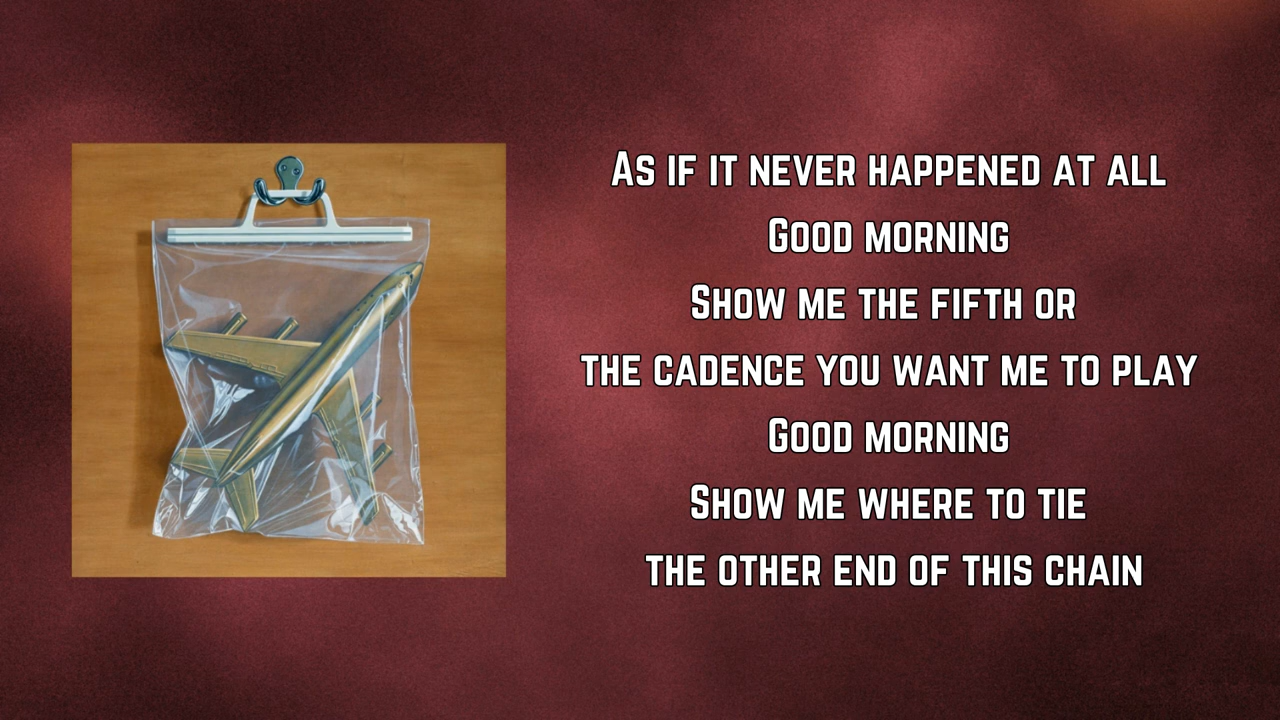 As if it never happened at all
Good morning
Show me the fifth or
the cadence you want me to play
Good morning
Show me where to tie
the other end of this chain